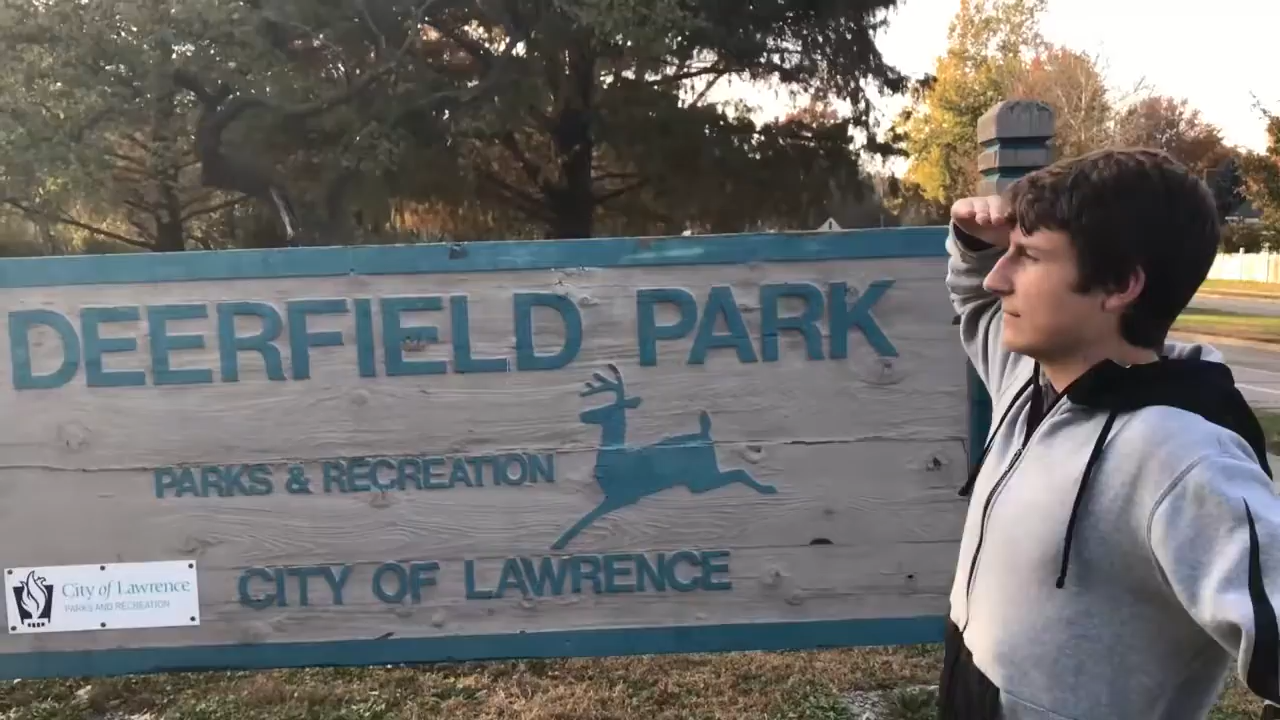 DEERFIELD PARK
PARKS & RECREATION
CITY OF LAWRENCE
City of Lawrence
PARKS AND RECREATION